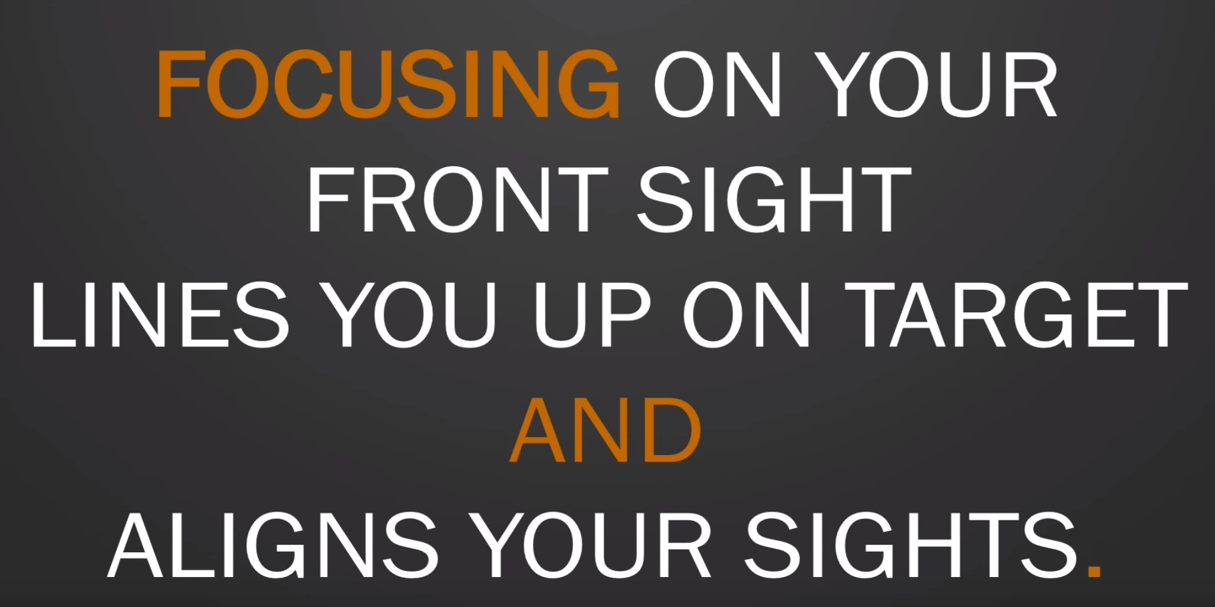 FOCUSING ON YOUR
FRONT SIGHT
LINES YOU UP ON TARGET
AND
ALIGNS YOUR SIGHTS.